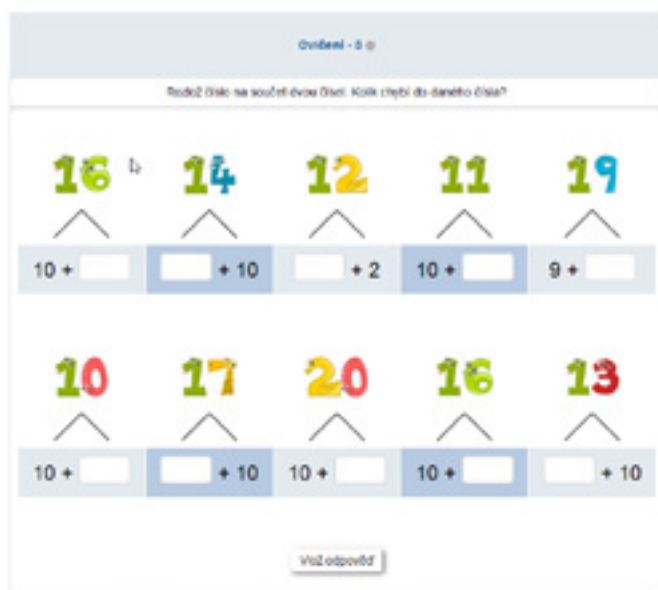 Cvičení - 8
Rozlož číslo na součet dvou čísel. Kolik chybí do daného čísla?
16 14 12 11 19
10 + + 10 + 2 10 + 9 +
10 17 20 16 13
10 + + 10 10 + 10 + + 10
Vlož odpověď